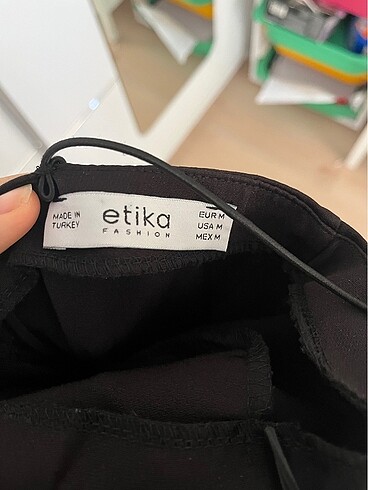 MADE IN
TURKEY
etika
FASHION
EUR M
USA M
MEX M